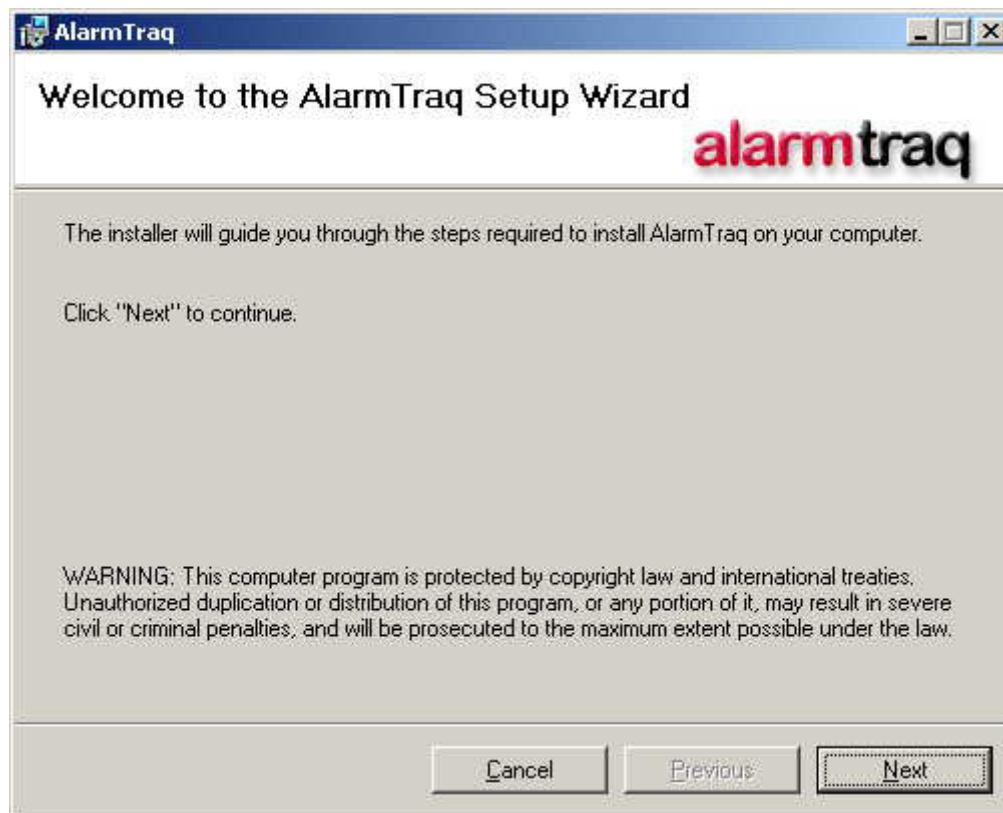 AlarmTraq
Welcome to the AlarmTraq Setup Wizard
alarmtraq
The installer will guide you through the steps required to install AlarmTraq on your computer.
Click "Next" to continue.
WARNING: This computer program is protected by copyright law and international treaties.
Unauthorized duplication or distribution of this program, or any portion of it, may result in severe
civil or criminal penalties, and will be prosecuted to the maximum extent possible under the law.
Cancel Previous Next